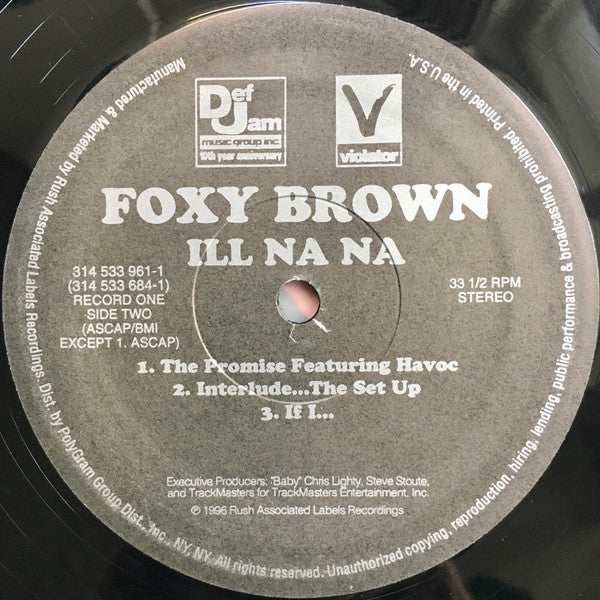 Def
Jam
music group inc.
10th year anniversary
V
violator
FOXY BROWN
ILL NA NA
314 533 961-1
(314 533 684-1)
RECORD ONE
SIDE TWO
(ASCAP/BMI
EXCEPT 1. ASCAP)
33 1/2 RPM
STEREO
1. The Promise Featuring Havoc
2. Interlude...The Set Up
3. If I...
Executive Producers: "Baby" Chris Lighty, Steve Stoute,
and TrackMasters for TrackMasters Entertainment, Inc.
℗ 1996 Rush Associated Labels Recordings
Manufactured & Marketed by Rush Associated Labels Recordings. Dist. by PolyGram Group Dist., Inc., NY, NY. All rights reserved. Unauthorized copying, reproduction, hiring, lending, public performance & broadcasting prohibited. Printed in the U.S.A.